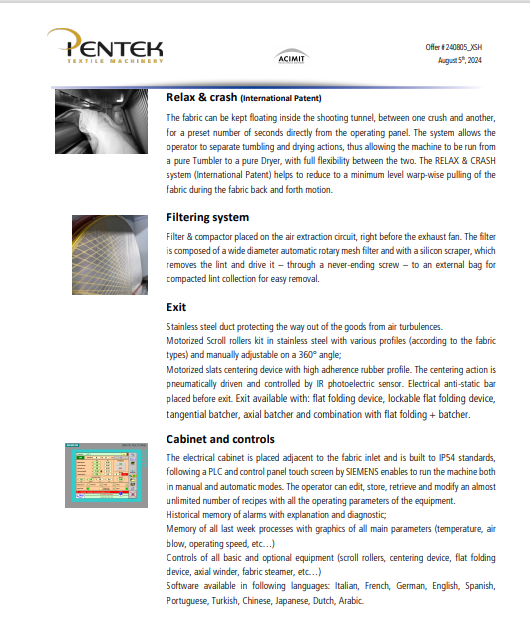 PENTEK
TEXTILE MACHINERY
ACIMIT
Offer # 240805_XSH
August 5th, 2024
Relax & crash (International Patent)
The fabric can be kept floating inside the shooting tunnel, between one crush and another,
for a preset number of seconds directly from the operating panel. The system allows the
operator to separate tumbling and drying actions, thus allowing the machine to be run from
a pure Tumbler to a pure Dryer, with full flexibility between the two. The RELAX & CRASH
system (International Patent) helps to reduce to a minimum level warp-wise pulling of the
fabric during the fabric back and forth motion.
Filtering system
Filter & compactor placed on the air extraction circuit, right before the exhaust fan. The filter
is composed of a wide diameter automatic rotary mesh filter and with a silicon scraper, which
removes the lint and drive it – through a never-ending screw – to an external bag for
compacted lint collection for easy removal.
Exit
Stainless steel duct protecting the way out of the goods from air turbulences.
Motorized Scroll rollers kit in stainless steel with various profiles (according to the fabric
types) and manually adjustable on a 360° angle;
Motorized slats centering device with high adherence rubber profile. The centering action is
pneumatically driven and controlled by IR photoelectric sensor. Electrical anti-static bar
placed before exit. Exit available with: flat folding device, lockable flat folding device,
tangential batcher, axial batcher and combination with flat folding + batcher.
Cabinet and controls
The electrical cabinet is placed adjacent to the fabric inlet and is built to IP54 standards,
following a PLC and control panel touch screen by SIEMENS enables to run the machine both
in manual and automatic modes. The operator can edit, store, retrieve and modify an almost
unlimited number of recipes with all the operating parameters of the equipment.
Historical memory of alarms with explanation and diagnostic;
Memory of all last week processes with graphics of all main parameters (temperature, air
blow, operating speed, etc…)
Controls of all basic and optional equipment (scroll rollers, centering device, flat folding
device, axial winder, fabric steamer, etc…)
Software available in following languages: Italian, French, German, English, Spanish,
Portuguese, Turkish, Chinese, Japanese, Dutch, Arabic.